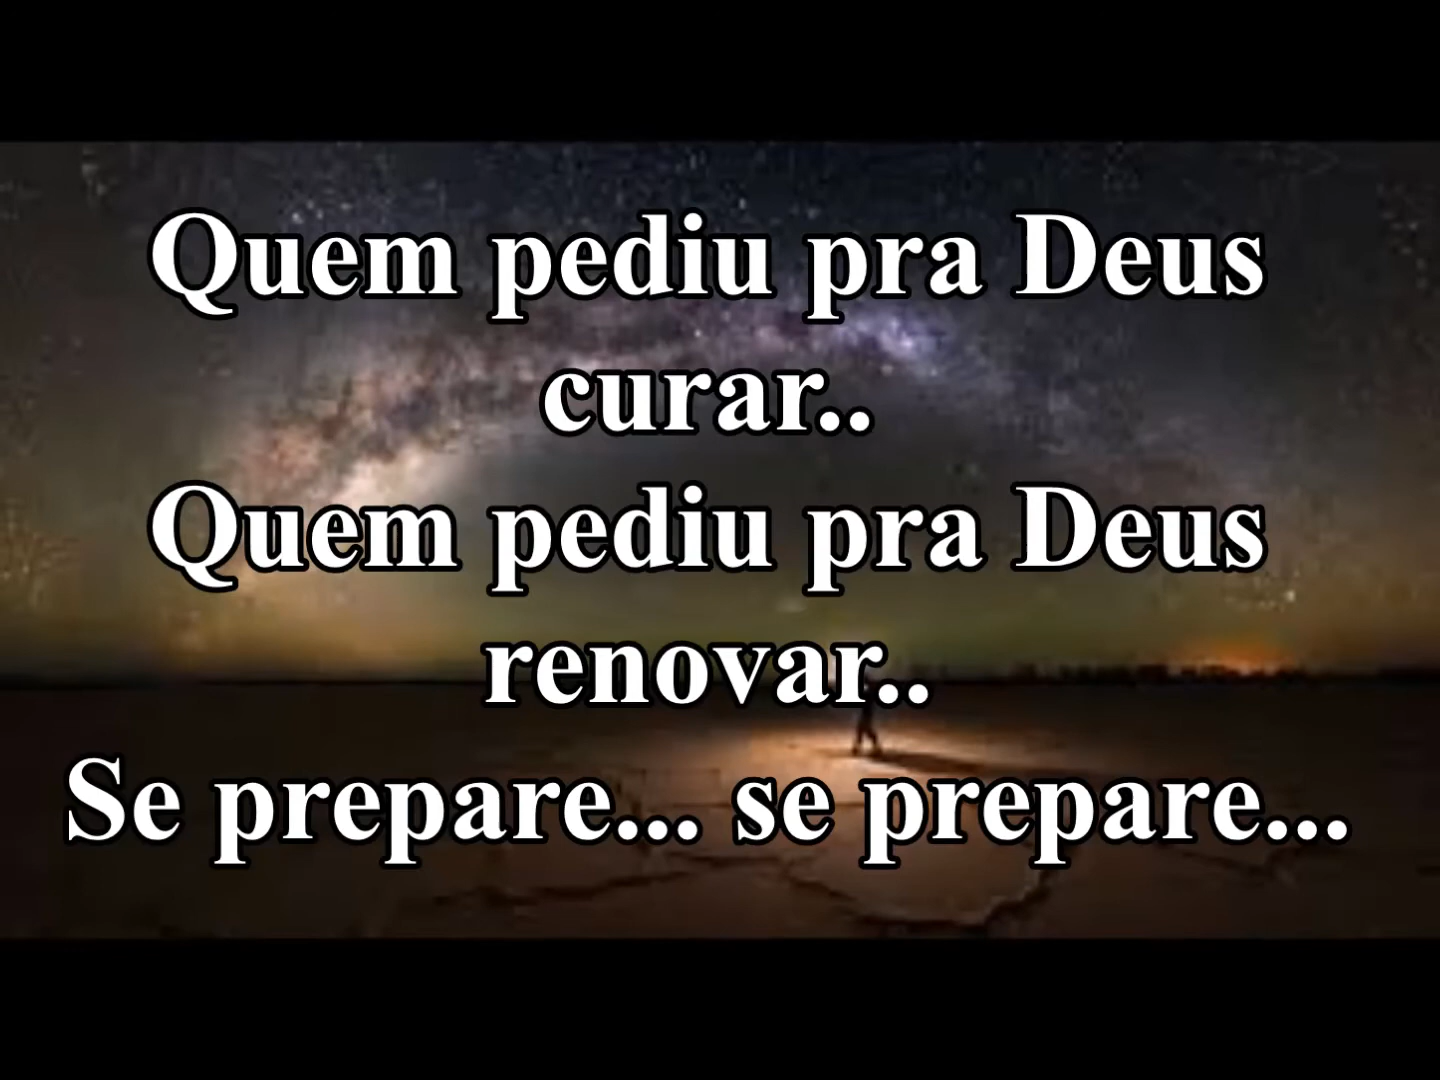 Quem pediu pra Deus
curar..
Quem pediu pra Deus
renovar..
Se prepare... se prepare...